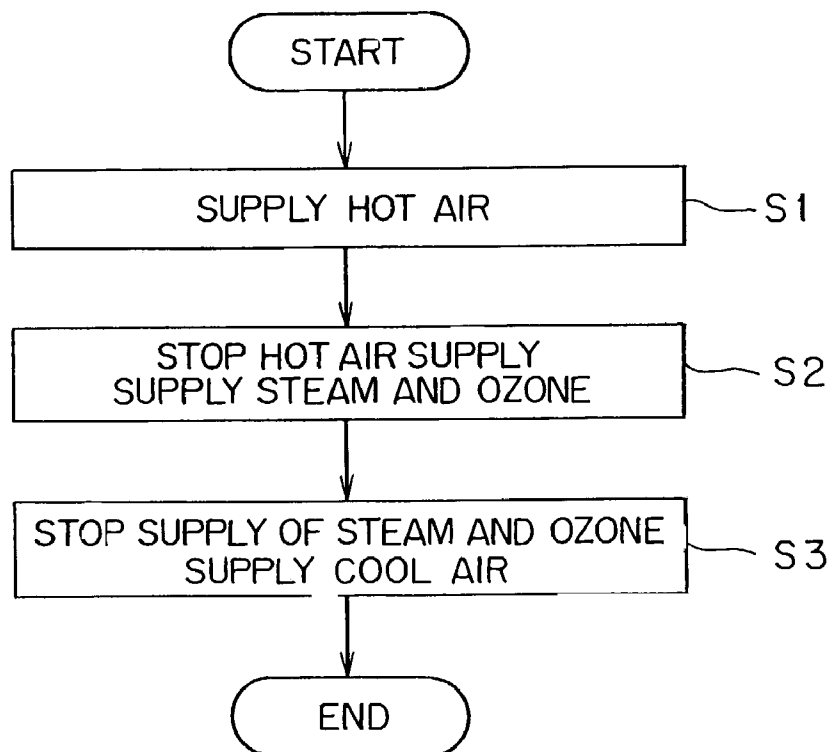 START
SUPPLY HOT AIR
S1
STOP HOT AIR SUPPLY
SUPPLY STEAM AND OZONE
S2
STOP SUPPLY OF STEAM AND OZONE
SUPPLY COOL AIR
S3
END